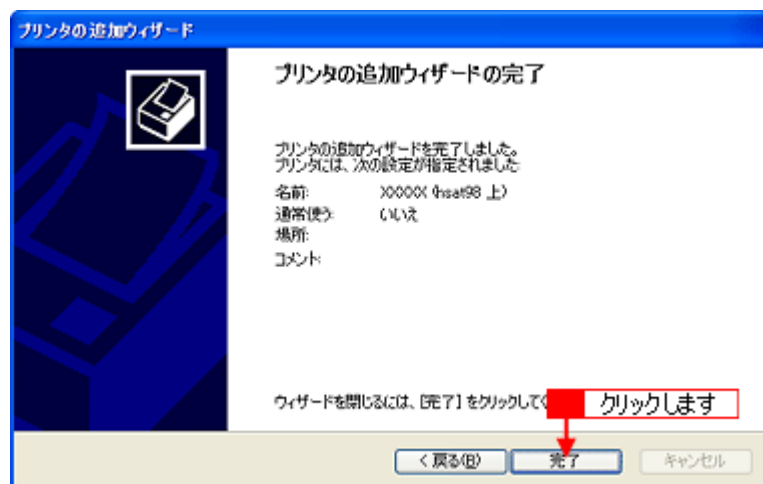 プリンタの追加ウィザード
プリンタの追加ウィザードの完了
プリンタの追加ウィザードを完了しました。
プリンタには、次の設定が指定されました:
名前: XXXXXX (hsat98 上)
通常使う: いいえ
場所:
コメント:
ウィザードを閉じるには、[完了] をクリックしてく
クリックします
< 戻る(B)
完了
キャンセル